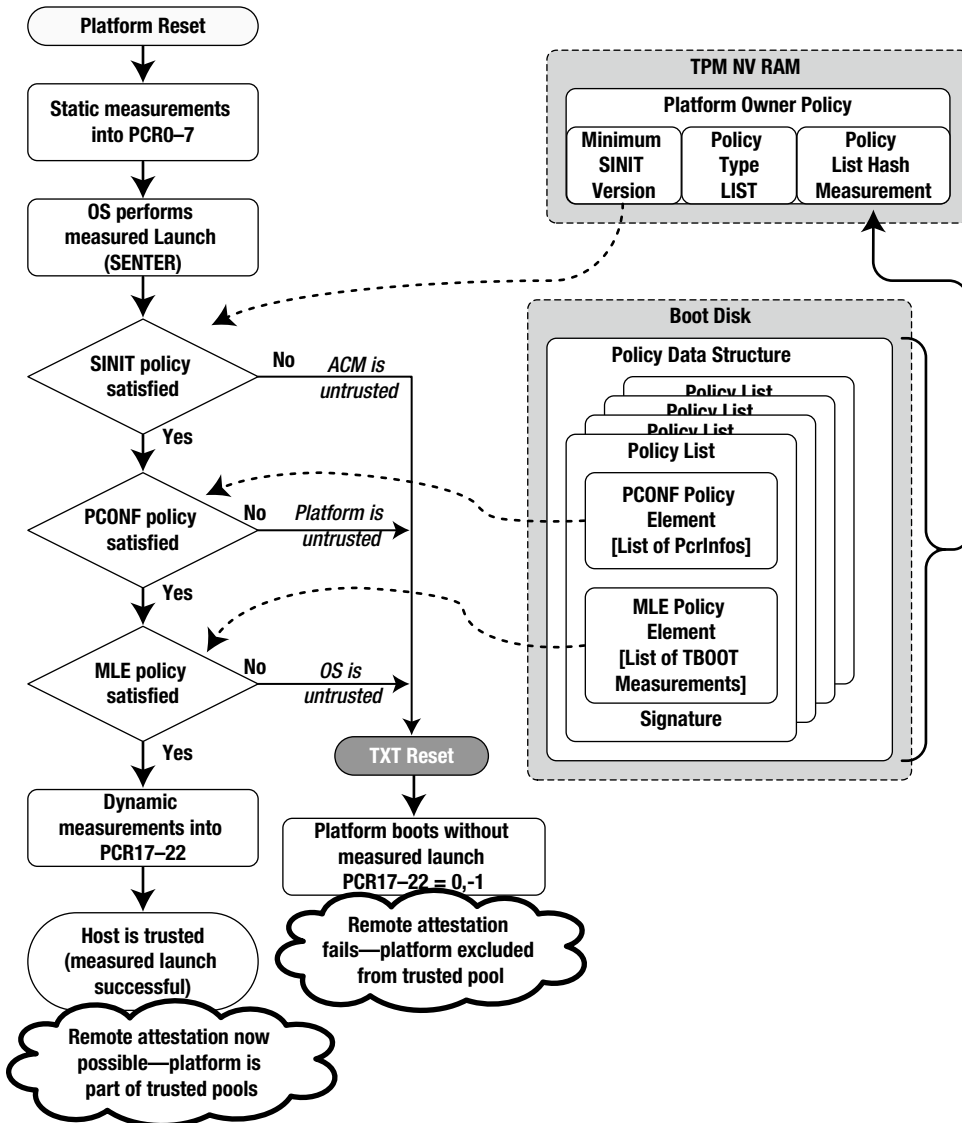 Platform Reset
Static measurements
into PCR0–7
OS performs
measured Launch
(SENTER)
SINIT policy
satisfied
No
ACM is
untrusted
Yes
PCONF policy
satisfied
No
Platform is
untrusted
Yes
MLE policy
satisfied
No
OS is
untrusted
Yes
Dynamic
measurements into
PCR17–22
Host is trusted
(measured launch
successful)
Remote attestation now
possible—platform is
part of trusted pools
TXT Reset
Platform boots without
measured launch
PCR17–22 = 0,-1
Remote attestation
fails—platform excluded
from trusted pool
TPM NV RAM
Platform Owner Policy
Minimum
SINIT
Version
Policy
Type
LIST
Policy
List Hash
Measurement
Boot Disk
Policy Data Structure
Policy List
Policy List
Policy List
Policy List
PCONF Policy
Element
[List of PcrInfos]
MLE Policy
Element
[List of TBOOT
Measurements]
Signature